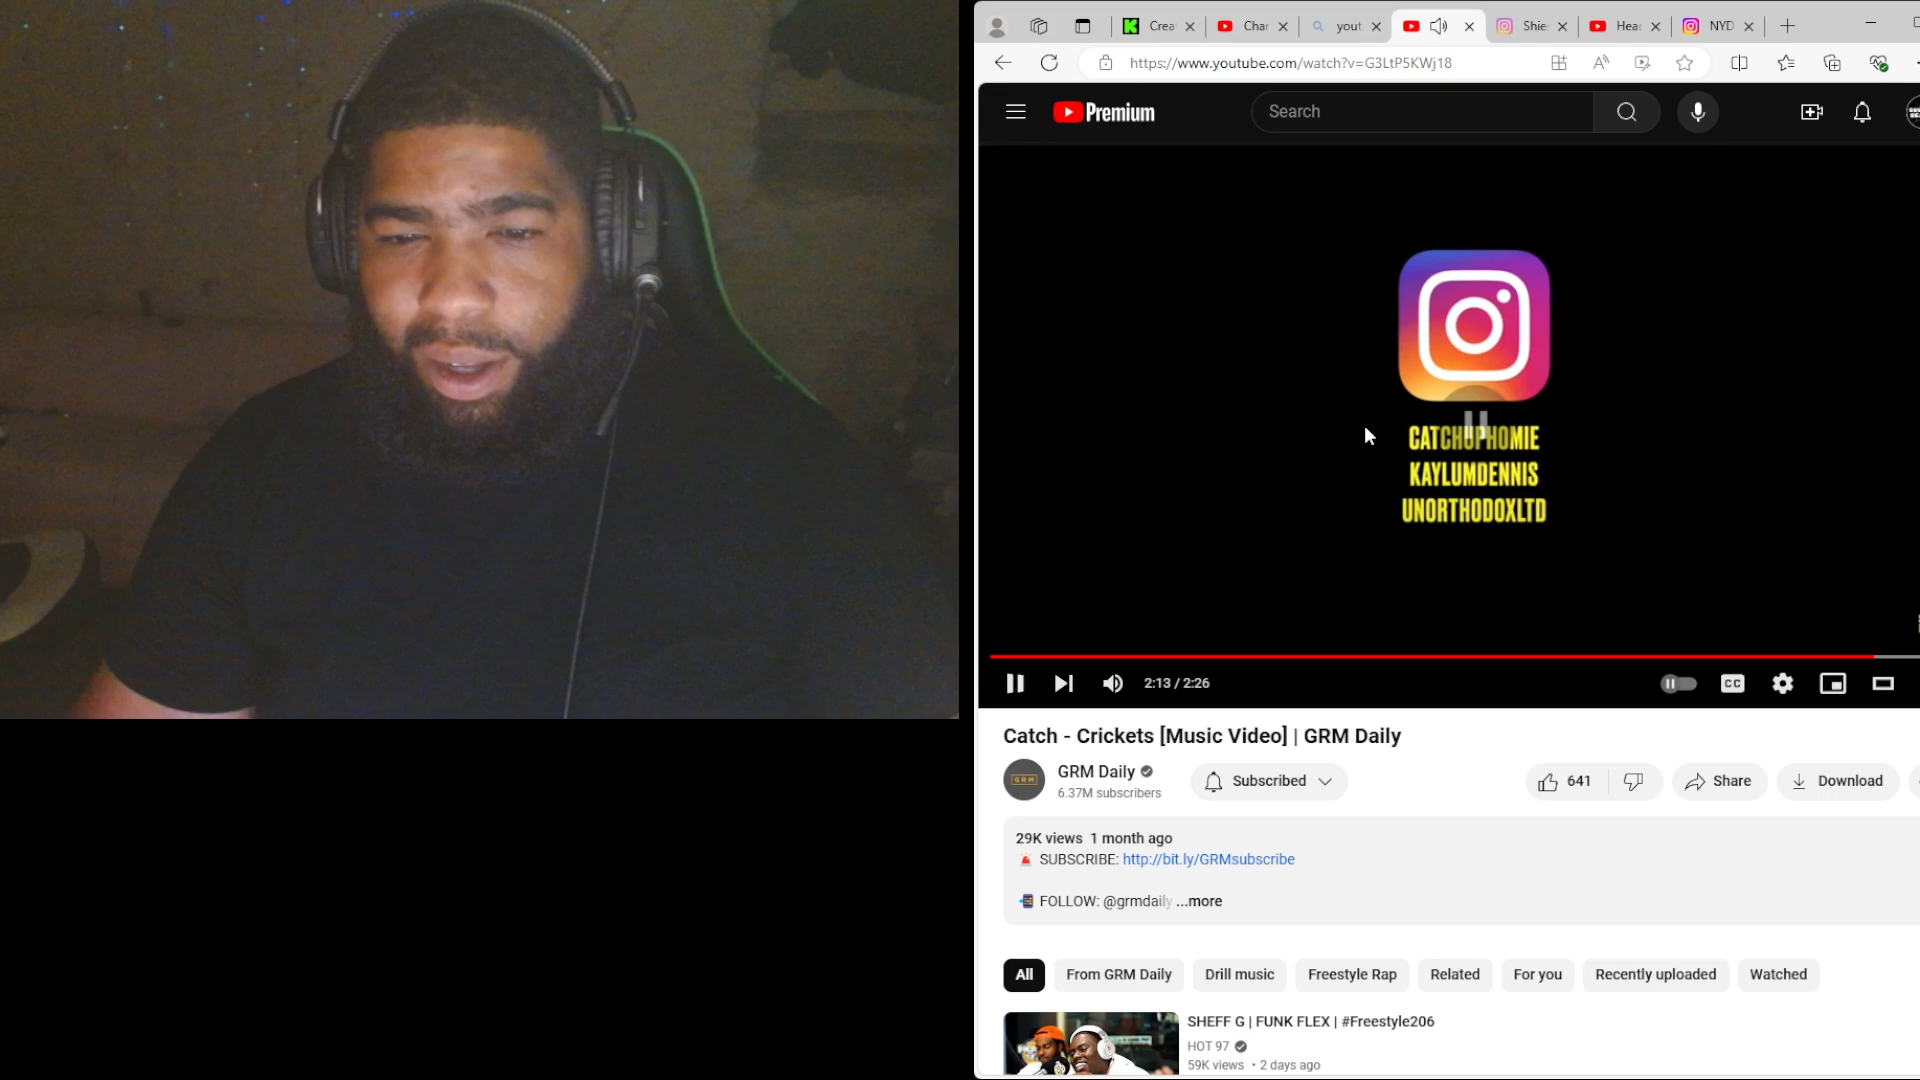 Crea
Char
yout
Shie
Head
NYD
https://www.youtube.com/watch?v=G3LtP5KWj18
Premium
Search
CATCHUPHOMIE
KAYLUMDENNIS
UNORTHODOXLTD
2:13 / 2:26
CC
Catch - Crickets [Music Video] | GRM Daily
GRM
GRM Daily
6.37M subscribers
Subscribed
641
Share
Download
29K views 1 month ago
🚨 SUBSCRIBE: http://bit.ly/GRMsubscribe
📲 FOLLOW: @grmdaily ...more
All
From GRM Daily
Drill music
Freestyle Rap
Related
For you
Recently uploaded
Watched
SHEFF G | FUNK FLEX | #Freestyle206
HOT 97
59K views • 2 days ago